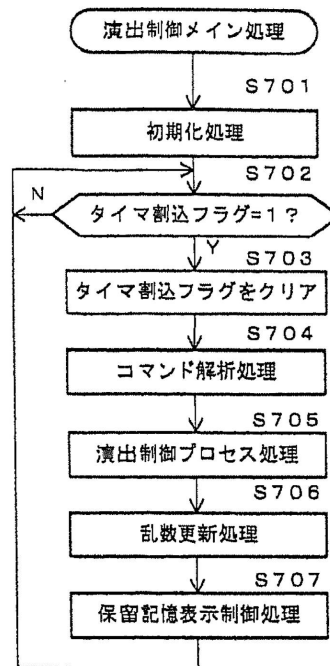 演出制御メイン処理
S701
初期化処理
S702
N
タイマ割込フラグ=1?
Y
S703
タイマ割込フラグをクリア
S704
コマンド解析処理
S705
演出制御プロセス処理
S706
乱数更新処理
S707
保留記憶表示制御処理